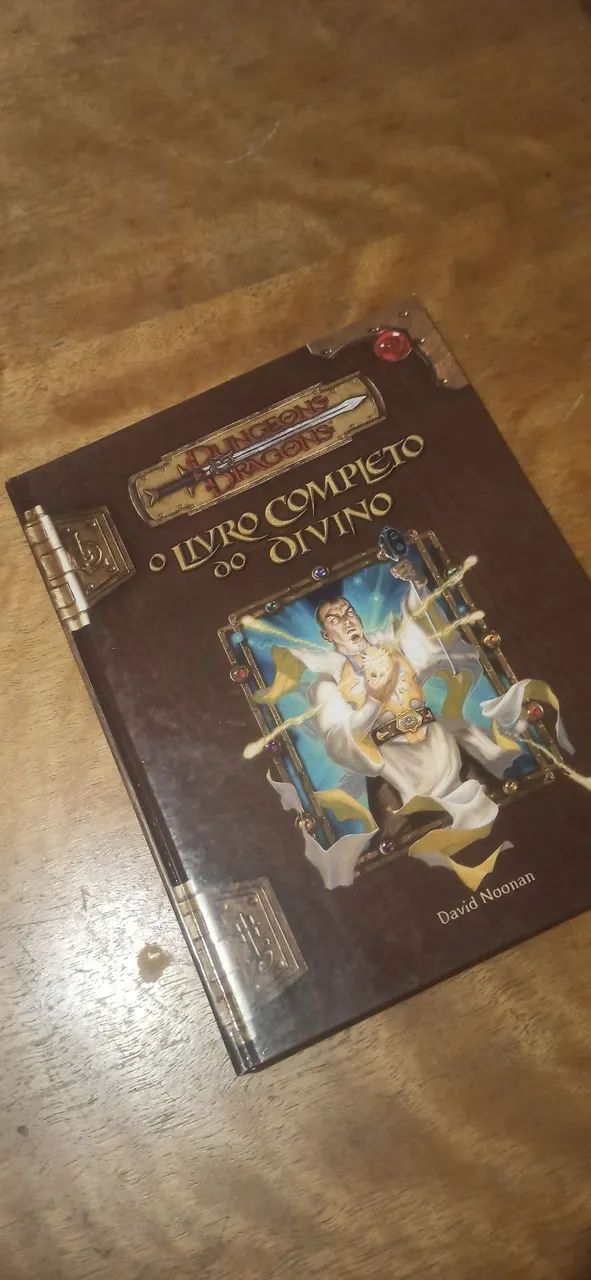 DUNGEONS
DRAGONS
O LIVRO COMPLETO
DO DIVINO
David Noonan